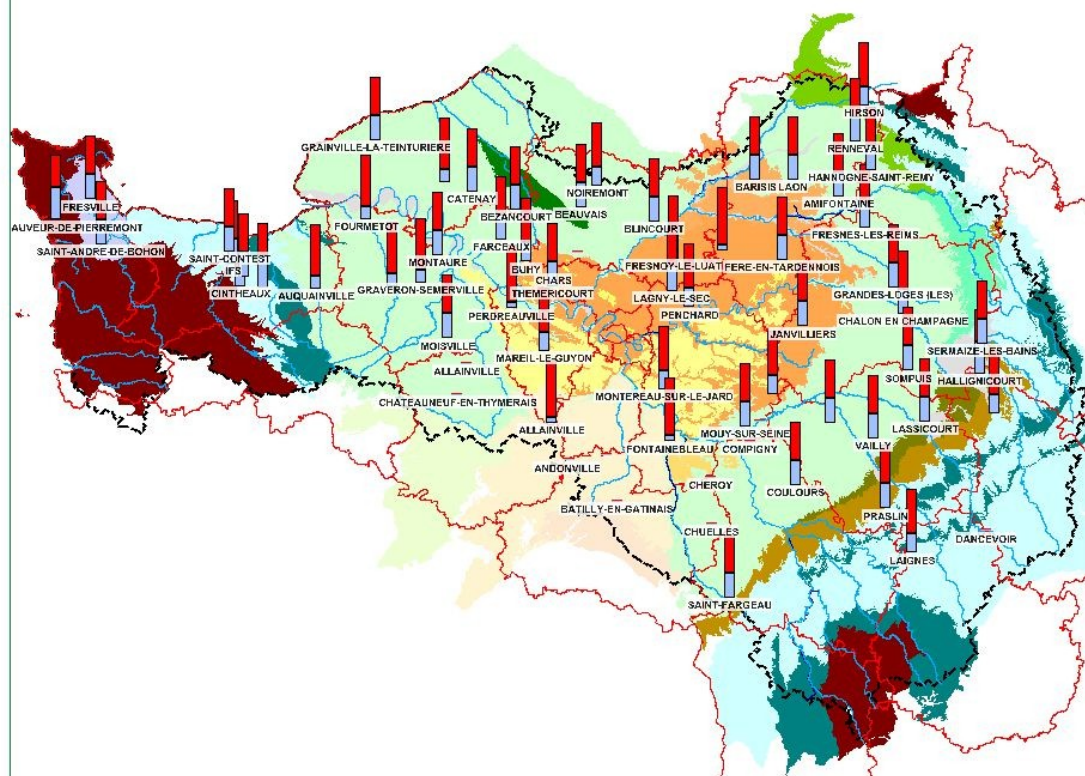 HIRSON
GRAINVILLE-LA-TEINTURIERE
RENNEVAL
HANNOGNE-SAINT-REMY
BARISIS
LAON
NOIREMONT
CATENAY
AMIFONTAINE
FRESVILLE
BEZANCOURT
BEAUVAIS
AUVEUR-DE-PIERREMONT
FOURMETOT
BLINCOURT
FRESNES-LES-REIMS
SAINT-ANDRE-DE-BOHON
FARCEAUX
SAINT-CONTEST
MONTAURE
IFS
BUHY
FRESNOY-LE-LUAT
FERE-EN-TARDENNOIS
CHARS
CINTHEAUX
AUQUAINVILLE
GRAVERON-SEMERVILLE
THEMERICOURT
LAGNY-LE-SEC
GRANDES-LOGES (LES)
PERDREAUVILLE
PENCHARD
CHALON EN CHAMPAGNE
JANVILLIERS
MOISVILLE
MAREIL-LE-GUYON
SERMAIZE-LES-BAINS
ALLAINVILLE
SOMPUIS
HALLIGNICOURT
CHATEAUNEUF-EN-THYMERAIS
MONTEREAU-SUR-LE-JARD
ALLAINVILLE
MOUY-SUR-SEINE
LASSICOURT
FONTAINEBLEAU
COMPIGNY
VAILLY
ANDONVILLE
CHEROY
COULOURS
BATILLY-EN-GATINAIS
PRASLIN
CHUELLES
DANCEVOIR
LAIGNES
SAINT-FARGEAU